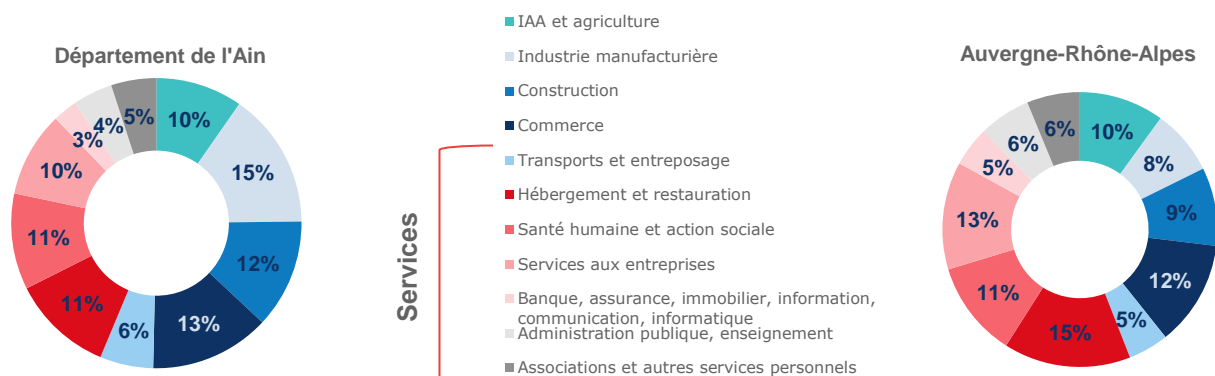 Département de l'Ain
10%
15%
12%
13%
6%
11%
11%
10%
3%
4%
5%
Services
IAA et agriculture
Industrie manufacturière
Construction
Commerce
Transports et entreposage
Hébergement et restauration
Santé humaine et action sociale
Services aux entreprises
Banque, assurance, immobilier, information,
communication, informatique
Administration publique, enseignement
Associations et autres services personnels
Auvergne-Rhône-Alpes
10%
8%
9%
12%
5%
15%
11%
13%
5%
6%
6%